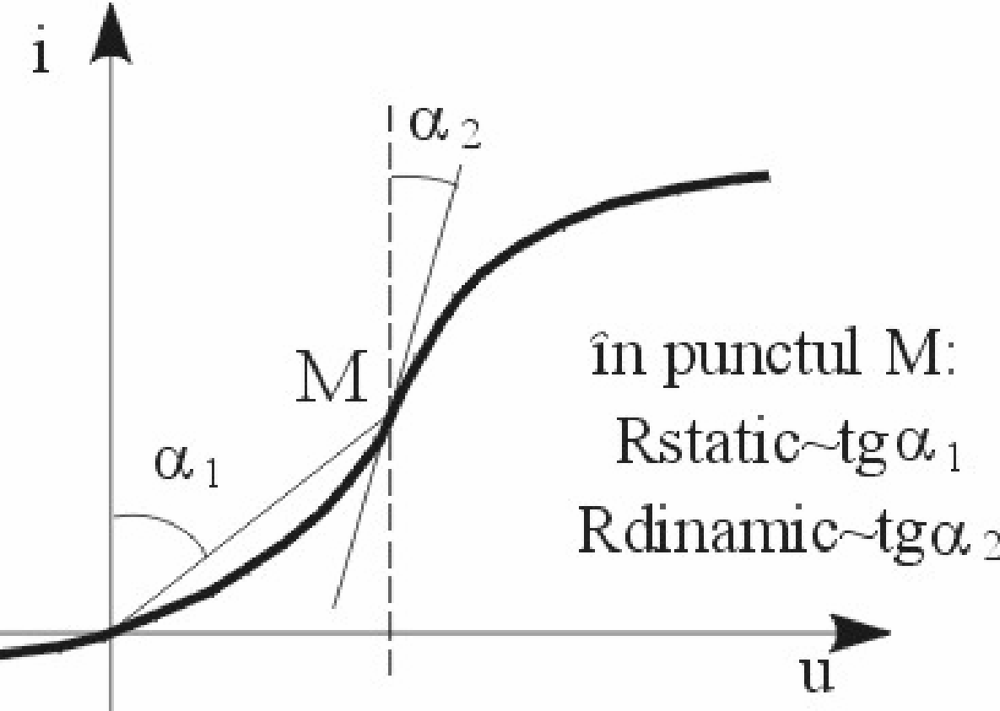 i
α₂
M
în punctul M:
Rstatic~tgα₁
α₁
Rdinamic~tgα₂
u